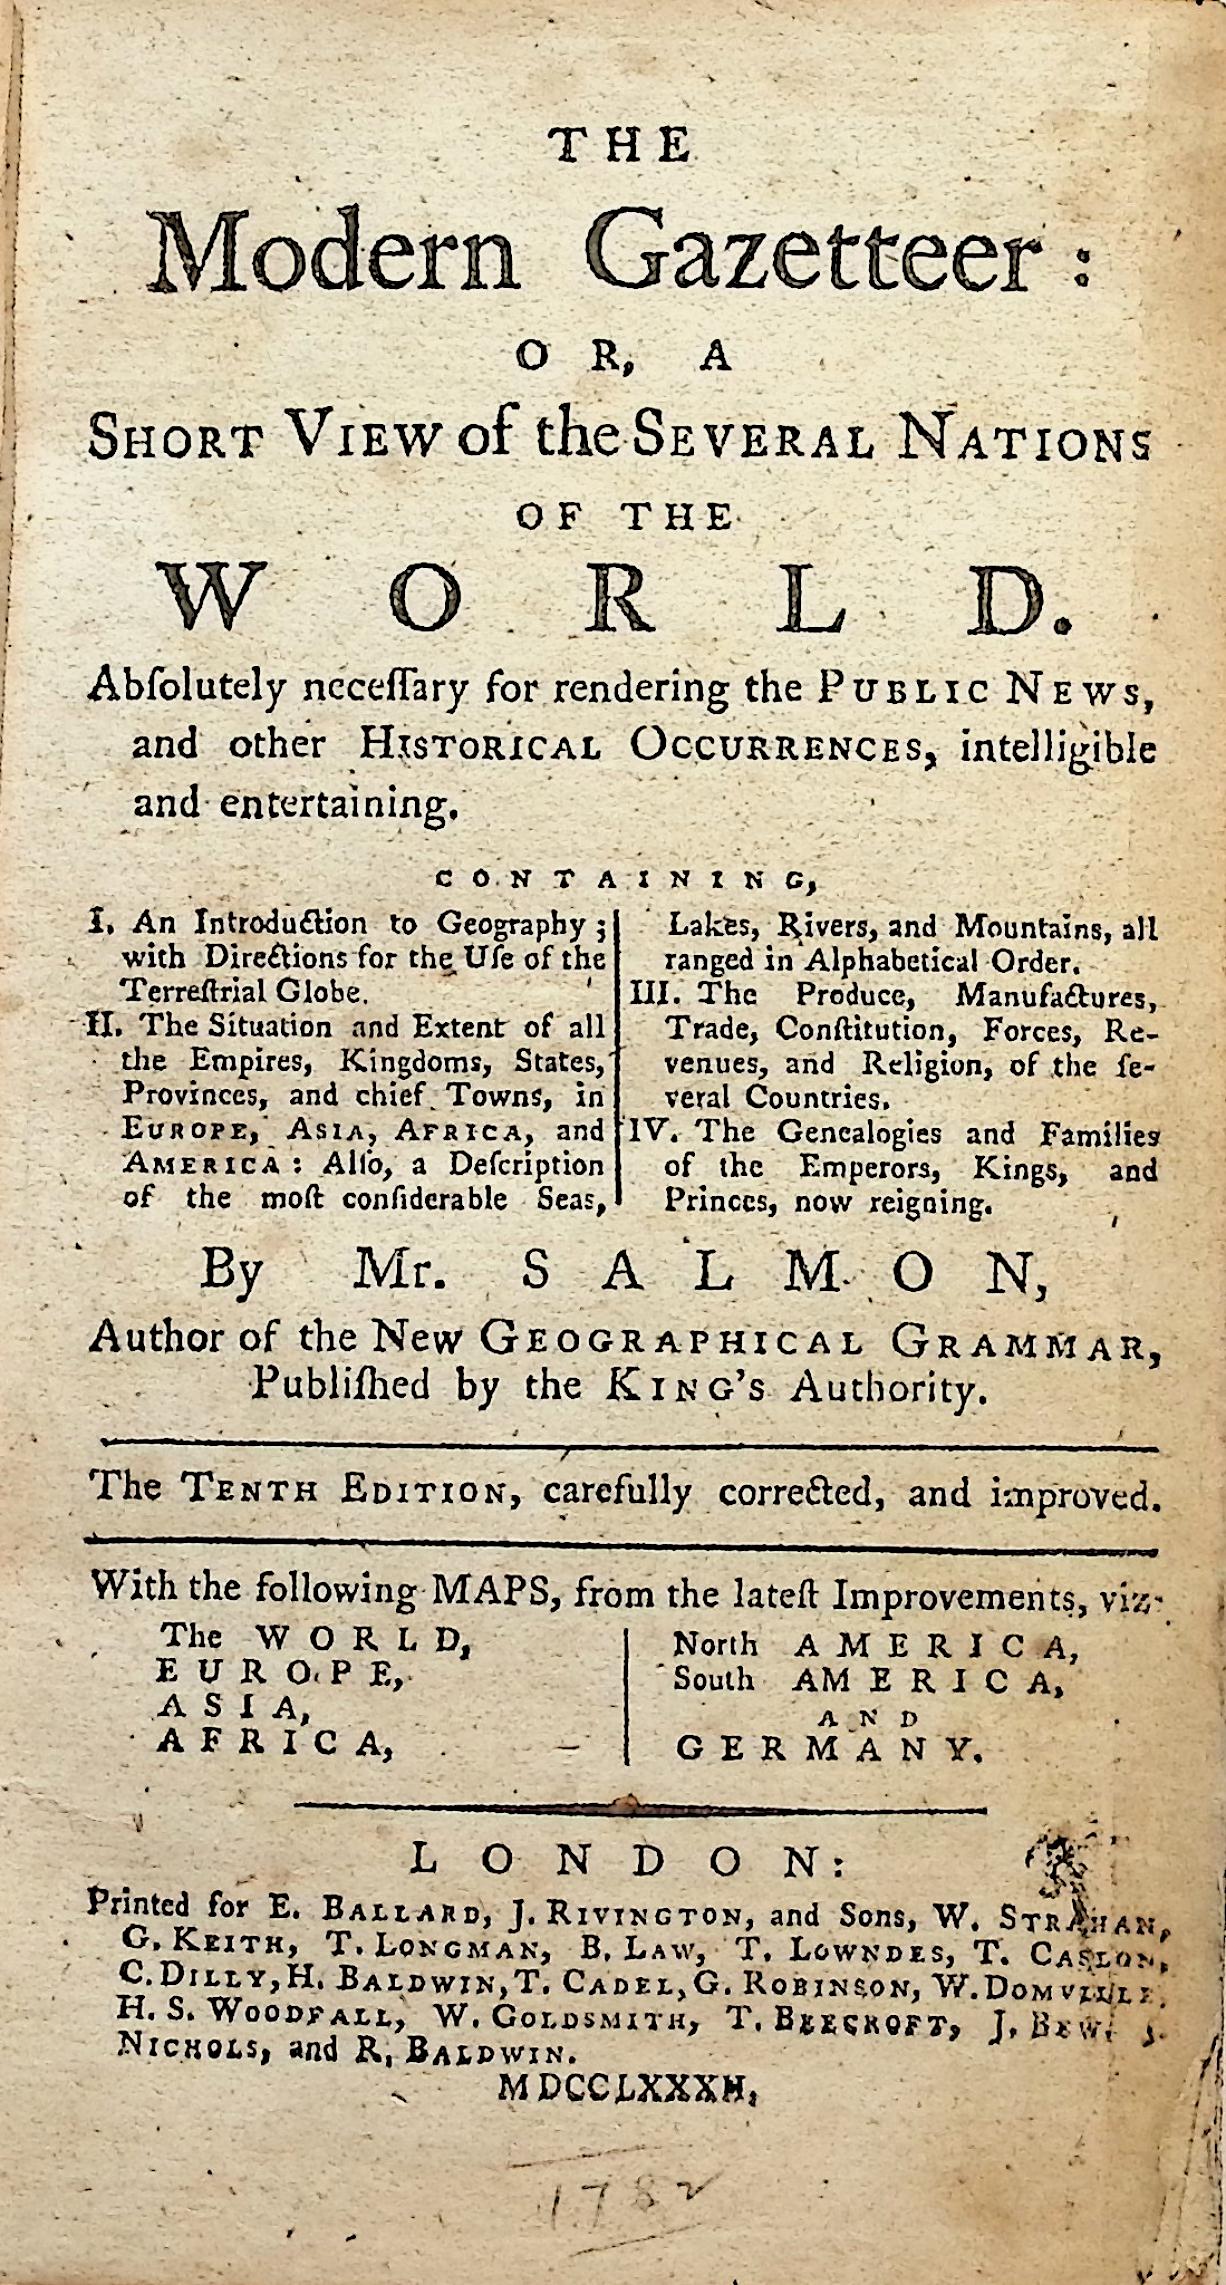 THE
Modern Gazetteer:
OR, A
SHORT VIEW of the SEVERAL NATIONS
OF THE
WORLD.
Abſolutely neceſſary for rendering the PUBLIC NEWS,
and other HISTORICAL OCCURRENCES, intelligible
and entertaining.
CONTAINING,
I. An Introduction to Geography;
with Directions for the Uſe of the
Terreſtrial Globe.
II. The Situation and Extent of all
the Empires, Kingdoms, States,
Provinces, and chief Towns, in
EUROPE, ASIA, AFRICA, and
AMERICA: Alſo, a Deſcription
of the moſt conſiderable Seas,
Lakes, Rivers, and Mountains, all
ranged in Alphabetical Order.
III. The Produce, Manufactures,
Trade, Conſtitution, Forces, Re-
venues, and Religion, of the ſe-
veral Countries.
IV. The Genealogies and Families
of the Emperors, Kings, and
Princes, now reigning.
By Mr. SALMON,
Author of the New GEOGRAPHICAL GRAMMAR,
Publiſhed by the KING'S Authority.
The TENTH EDITION, carefully corrected, and improved.
With the following MAPS, from the lateſt Improvements, viz.
The WORLD,
EUROPE,
ASIA,
AFRICA,
North AMERICA,
South AMERICA,
AND
GERMANY.
LONDON:
Printed for E. BALLARD, J. RIVINGTON, and Sons, W. STRAHAN,
G. KEITH, T. LONGMAN, B. LAW, T. LOWNDES, T. CASLON,
C. DILLY, H. BALDWIN, T. CADEL, G. ROBINSON, W. DOMVILLE,
H. S. WOODFALL, W. GOLDSMITH, T. BEECROFT, J. BEW, J.
NICHOLS, and R. BALDWIN.
MDCCLXXXII,
1782